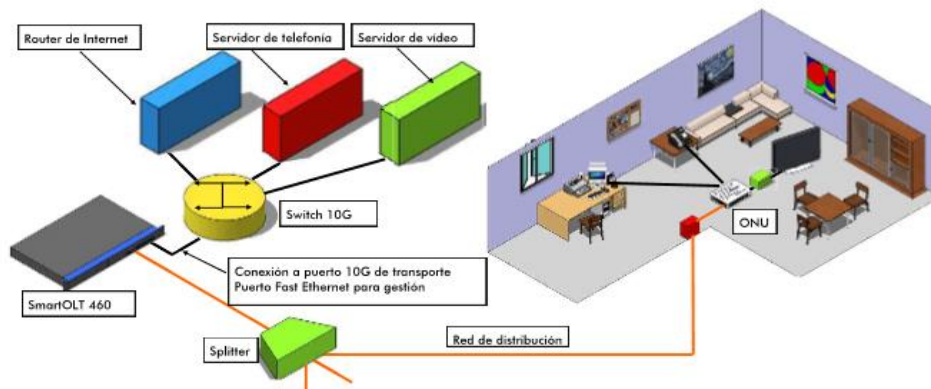 Router de Internet
Servidor de telefonía
Servidor de vídeo
Switch 10G
ONU
Conexión a puerto 10G de transporte
Puerto Fast Ethernet para gestión
SmartOLT 460
Splitter
Red de distribución